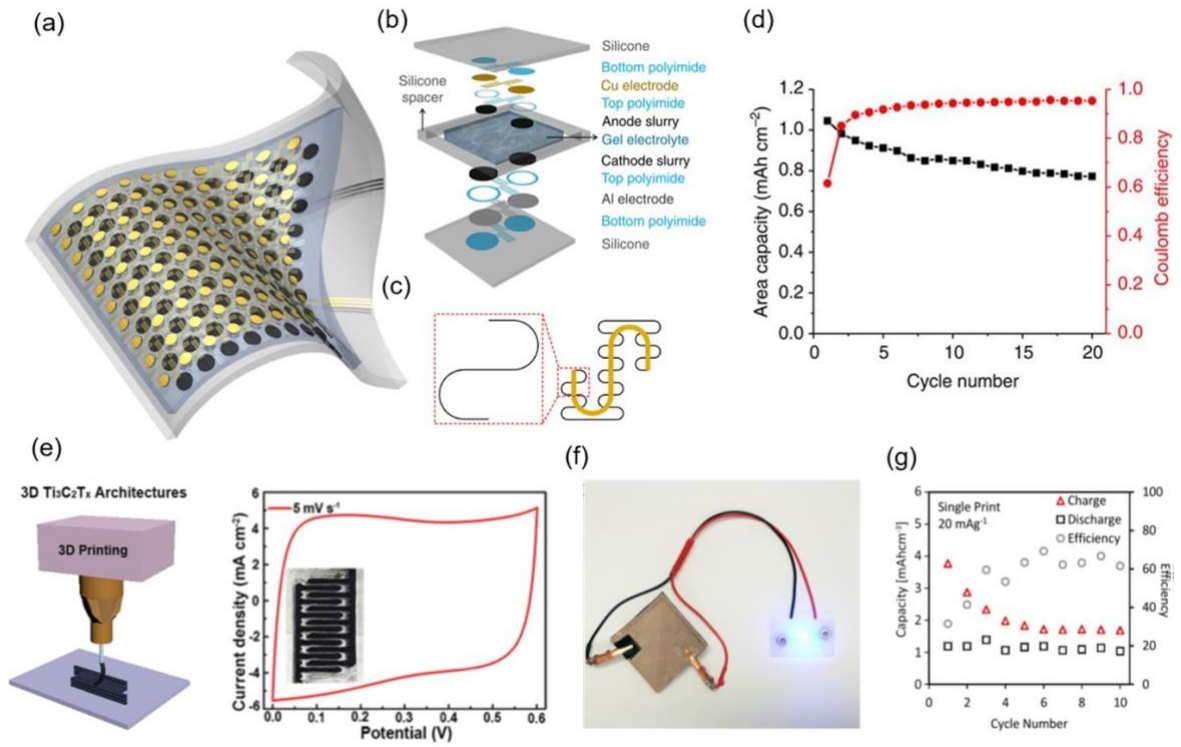 (a)
(b)
Silicone
Bottom polyimide
Cu electrode
Top polyimide
Anode slurry
Gel electrolyte
Cathode slurry
Top polyimide
Al electrode
Bottom polyimide
Silicone
Silicone
spacer
(c)
(d)
Area capacity (mAh cm⁻²)
1.2
1.0
0.8
0.6
0.4
0.2
0.0
0
5
10
15
20
Cycle number
1.0
0.8
0.6
0.4
0.2
0.0
Coulomb efficiency
(e)
3D Ti₃C₂Tₓ Architectures
3D Printing
Current density (mA cm⁻²)
6
4
2
0
-2
-4
-6
5 mV s⁻¹
0.0
0.1
0.2
0.3
0.4
0.5
0.6
Potential (V)
(f)
(g)
Capacity [mAhcm⁻³]
6
5
4
3
2
1
0
Single Print
20 mAg⁻¹
Charge
Discharge
Efficiency
100
80
60
40
20
0
Efficiency
0
2
4
6
8
10
Cycle Number